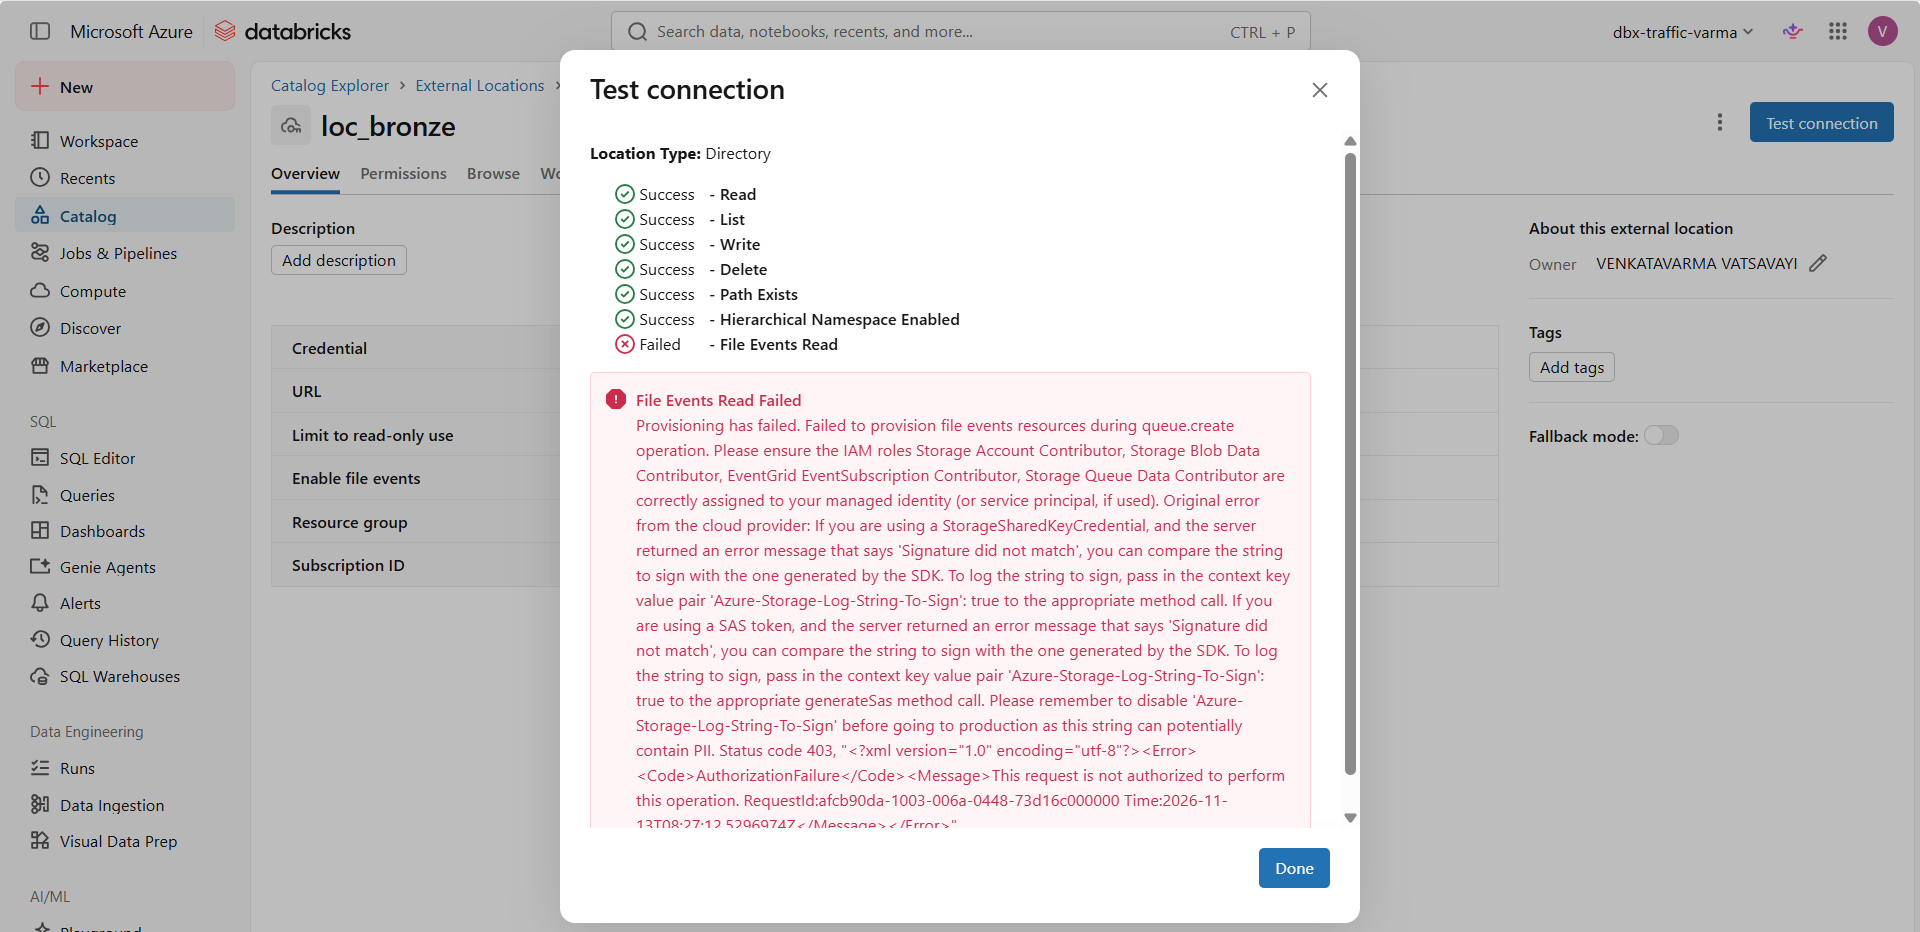 Microsoft Azure
databricks
Search data, notebooks, recents, and more...
CTRL + P
dbx-traffic-varma
V
New
Workspace
Recents
Catalog
Jobs & Pipelines
Compute
Discover
Marketplace
SQL
SQL Editor
Queries
Dashboards
Genie Agents
Alerts
Query History
SQL Warehouses
Data Engineering
Runs
Data Ingestion
Visual Data Prep
AI/ML
Playground
Catalog Explorer > External Locations >
loc_bronze
Test connection
Overview
Permissions
Browse
Wo
Description
Add description
Credential
URL
Limit to read-only use
Enable file events
Resource group
Subscription ID
About this external location
Owner VENKATAVARMA VATSAVAYI
Tags
Add tags
Fallback mode:
Test connection
Location Type: Directory
Success - Read
Success - List
Success - Write
Success - Delete
Success - Path Exists
Success - Hierarchical Namespace Enabled
Failed - File Events Read
File Events Read Failed
Provisioning has failed. Failed to provision file events resources during queue.create
operation. Please ensure the IAM roles Storage Account Contributor, Storage Blob Data
Contributor, EventGrid EventSubscription Contributor, Storage Queue Data Contributor are
correctly assigned to your managed identity (or service principal, if used). Original error
from the cloud provider: If you are using a StorageSharedKeyCredential, and the server
returned an error message that says 'Signature did not match', you can compare the string
to sign with the one generated by the SDK. To log the string to sign, pass in the context key
value pair 'Azure-Storage-Log-String-To-Sign': true to the appropriate method call. If you
are using a SAS token, and the server returned an error message that says 'Signature did
not match', you can compare the string to sign with the one generated by the SDK. To log
the string to sign, pass in the context key value pair 'Azure-Storage-Log-String-To-Sign':
true to the appropriate generateSas method call. Please remember to disable 'Azure-
Storage-Log-String-To-Sign' before going to production as this string can potentially
contain PII. Status code 403, "<?xml version="1.0" encoding="utf-8"?><Error>
<Code>AuthorizationFailure</Code><Message>This request is not authorized to perform
this operation. RequestId:afcb90da-1003-006a-0448-73d16c000000 Time:2026-11-
13T08:27:12.5296974Z</Message></Error>"
Done